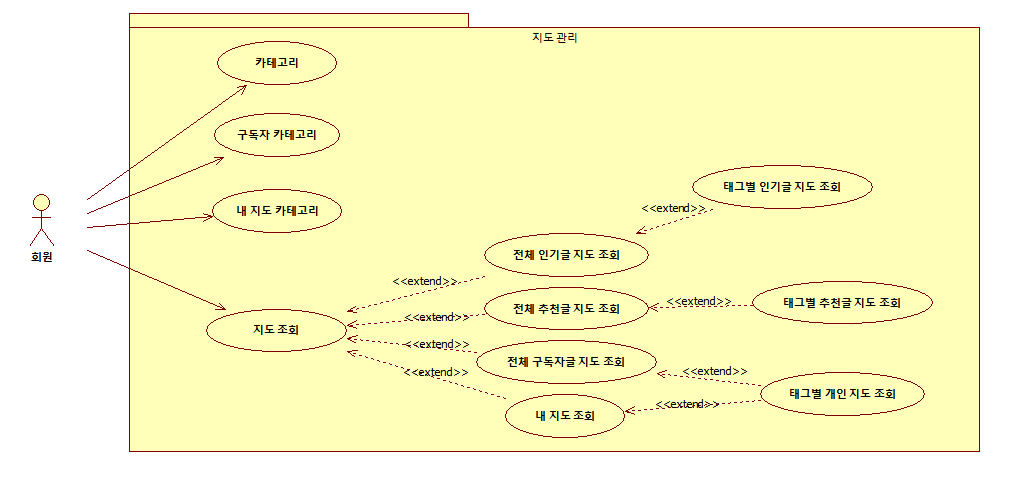 지도 관리
카테고리
구독자 카테고리
내 지도 카테고리
회원
지도 조회
<<extend>>
<<extend>>
<<extend>>
<<extend>>
전체 인기글 지도 조회
전체 추천글 지도 조회
전체 구독자글 지도 조회
내 지도 조회
<<extend>>
<<extend>>
<<extend>>
<<extend>>
태그별 인기글 지도 조회
태그별 추천글 지도 조회
태그별 개인 지도 조회